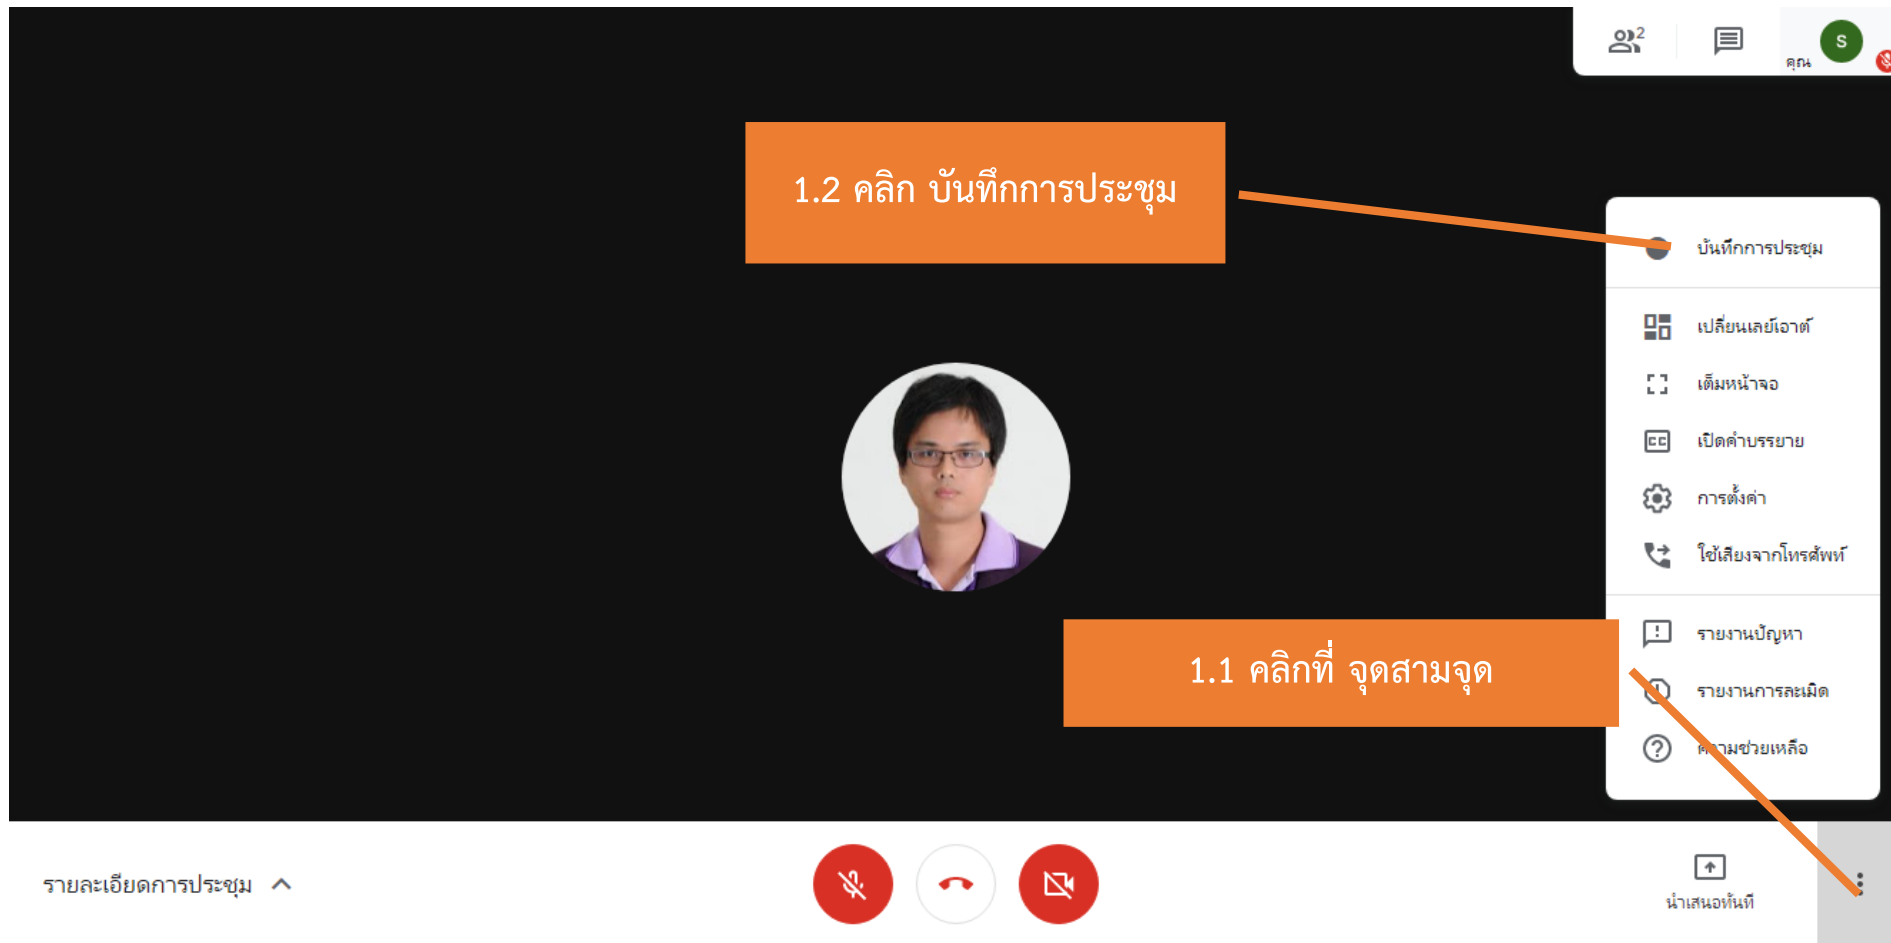 2
คุณ
S
1.2 คลิก บันทึกการประชุม
บันทึกการประชุม
เปลี่ยนเลย์เอาต์
เต็มหน้าจอ
CC เปิดคำบรรยาย
การตั้งค่า
ใช้เสียงจากโทรศัพท์
รายงานปัญหา
1.1 คลิกที่ จุดสามจุด
รายงานการละเมิด
ความช่วยเหลือ
รายละเอียดการประชุม
นำเสนอทันที